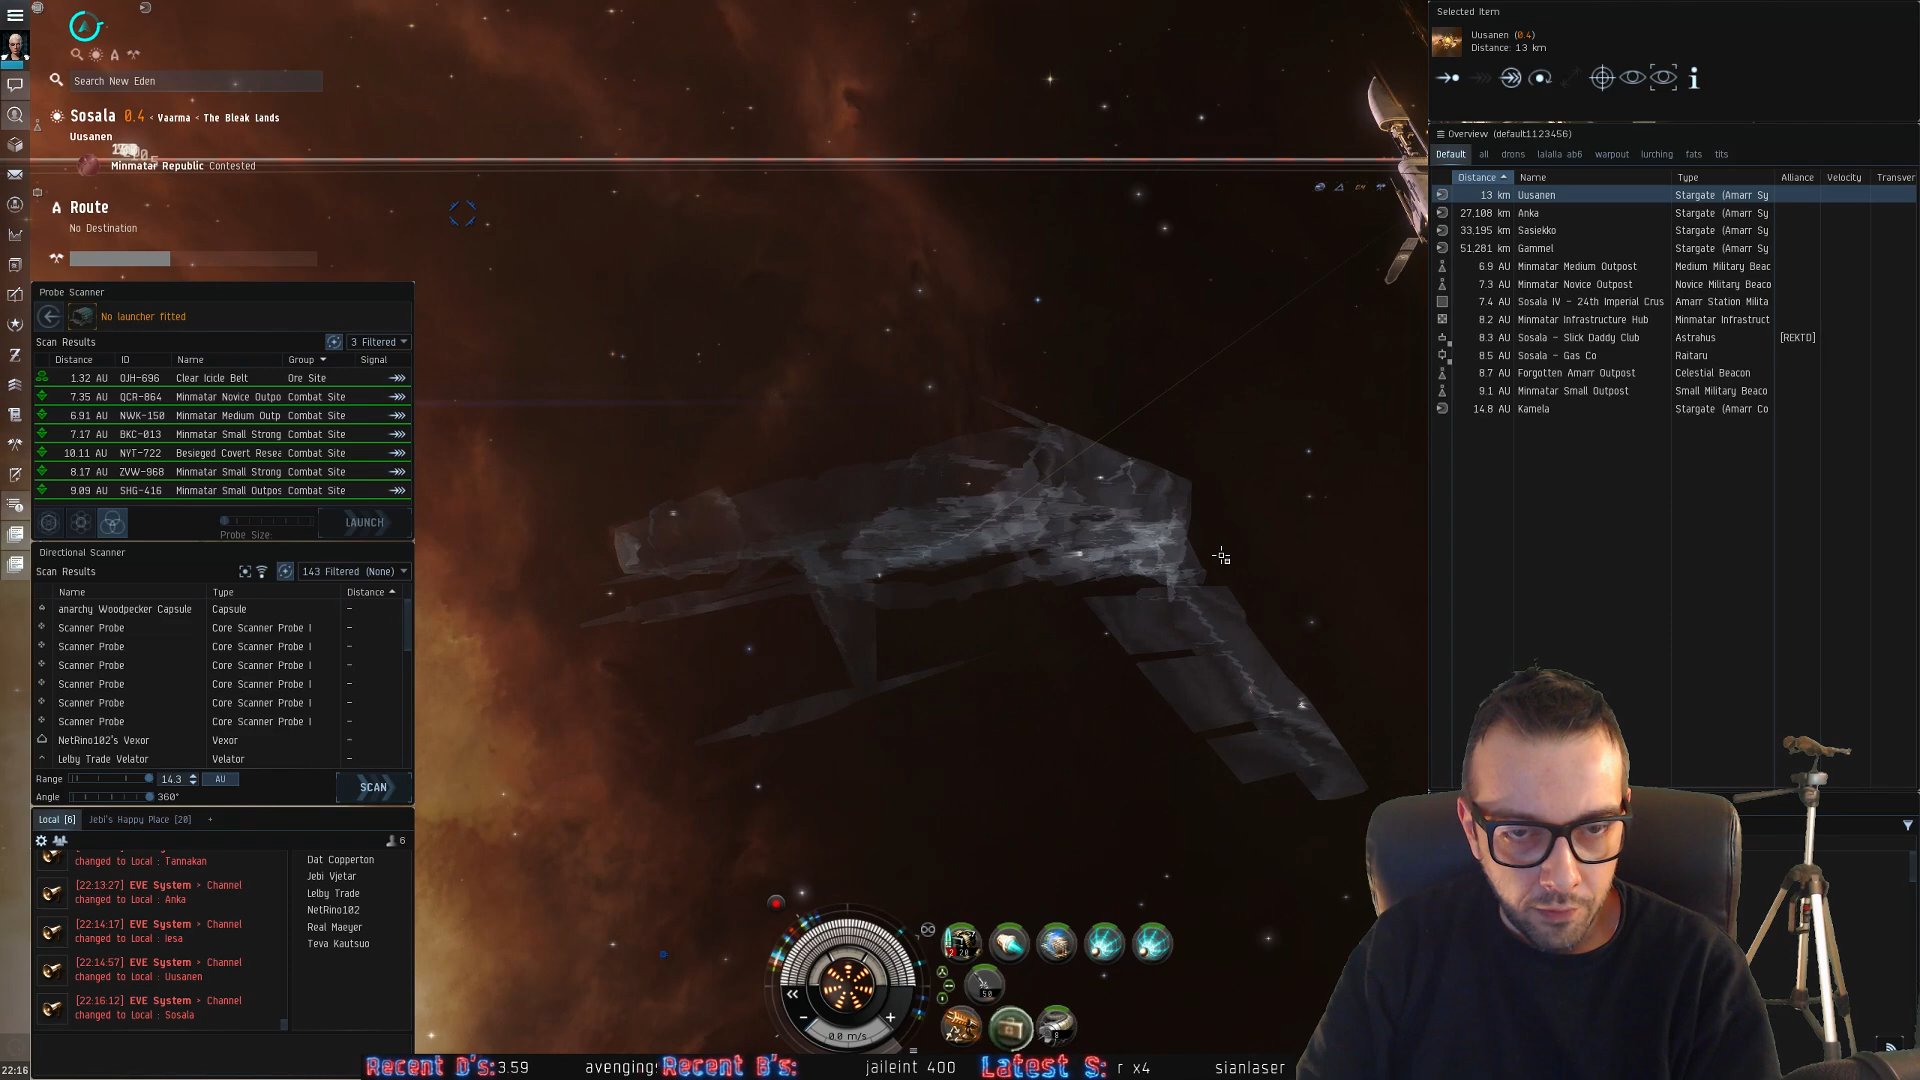 Search New Eden
Sosala 0.4 < Vaarma < The Bleak Lands
Uusanen
Minmatar Republic Contested
Route
No Destination
Probe Scanner
No launcher fitted
Scan Results
3 Filtered
Distance ID Name Group Signal
1.32 AU OJH-696 Clear Icicle Belt Ore Site
7.35 AU QCR-864 Minmatar Novice Outpo Combat Site
6.91 AU NWK-150 Minmatar Medium Outp Combat Site
7.17 AU BKC-013 Minmatar Small Strong Combat Site
10.11 AU NYT-722 Besieged Covert Resea Combat Site
8.17 AU ZVW-968 Minmatar Small Strong Combat Site
9.09 AU SHG-416 Minmatar Small Outpos Combat Site
Probe Size:
LAUNCH
Directional Scanner
Scan Results
143 Filtered (None)
Name Type Distance
anarchy Woodpecker Capsule Capsule –
Scanner Probe Core Scanner Probe I –
Scanner Probe Core Scanner Probe I –
Scanner Probe Core Scanner Probe I –
Scanner Probe Core Scanner Probe I –
Scanner Probe Core Scanner Probe I –
Scanner Probe Core Scanner Probe I –
NetRino102's Vexor Vexor –
Lelby Trade Velator Velator –
Range 14.3 AU
Angle 360°
SCAN
Local [6] Jebi's Happy Place [20] +
6
changed to Local : Tannakan
[22:13:27] EVE System > Channel
changed to Local : Anka
[22:14:17] EVE System > Channel
changed to Local : Iesa
[22:14:57] EVE System > Channel
changed to Local : Uusanen
[22:16:12] EVE System > Channel
changed to Local : Sosala
Dat Copperton
Jebi Vjetar
Lelby Trade
NetRino102
Real Maeyer
Teva Kautsuo
22:16
0.0 m/s
50
8
Recent D's: 3.59 avenging Recent B's: jaileint 400 Latest S: r x4 sianlaser
Selected Item
Uusanen (0.4)
Distance: 13 km
Overview (default1123456)
Default all drons lalalla ab6 warpout lurching fats tits
Distance Name Type Alliance Velocity Transver
13 km Uusanen Stargate (Amarr Sy
27,108 km Anka Stargate (Amarr Sy
33,195 km Sasiekko Stargate (Amarr Sy
51,281 km Gammel Stargate (Amarr Sy
6.9 AU Minmatar Medium Outpost Medium Military Beac
7.3 AU Minmatar Novice Outpost Novice Military Beaco
7.4 AU Sosala IV – 24th Imperial Crus Amarr Station Milita
8.2 AU Minmatar Infrastructure Hub Minmatar Infrastruct
8.3 AU Sosala – Slick Daddy Club Astrahus [REKTD]
8.5 AU Sosala – Gas Co Raitaru
8.7 AU Forgotten Amarr Outpost Celestial Beacon
9.1 AU Minmatar Small Outpost Small Military Beaco
14.8 AU Kamela Stargate (Amarr Co